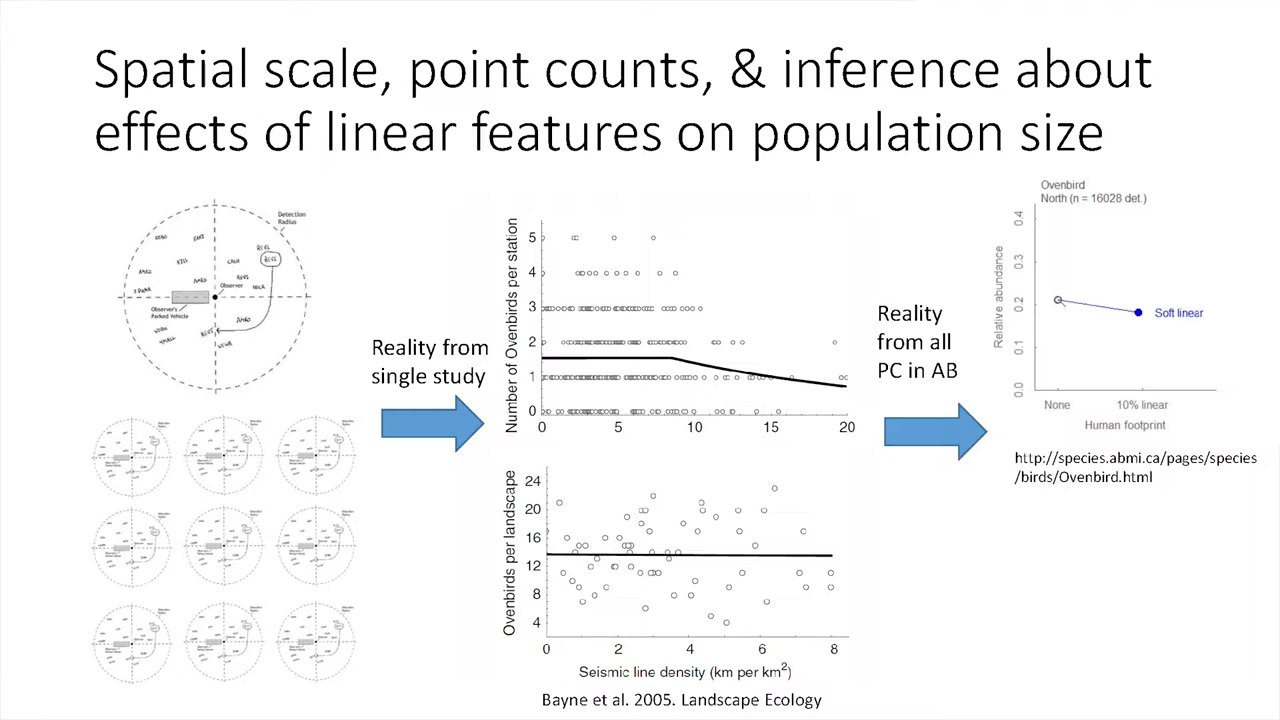 Spatial scale, point counts, & inference about
effects of linear features on population size
Detection
Radius
Observer
Observer's
Parked Vehicle
Reality from
single study
Number of Ovenbirds per station
5
4
3
2
1
0
0 5 10 15 20
Ovenbirds per landscape
24
20
16
12
8
4
0 2 4 6 8
Seismic line density (km per km²)
Bayne et al. 2005. Landscape Ecology
Reality
from all
PC in AB
Ovenbird
North (n = 16028 det.)
Relative abundance
0.4
0.3
0.2
0.1
0.0
Soft linear
None 10% linear
Human footprint
http://species.abmi.ca/pages/species
/birds/Ovenbird.html